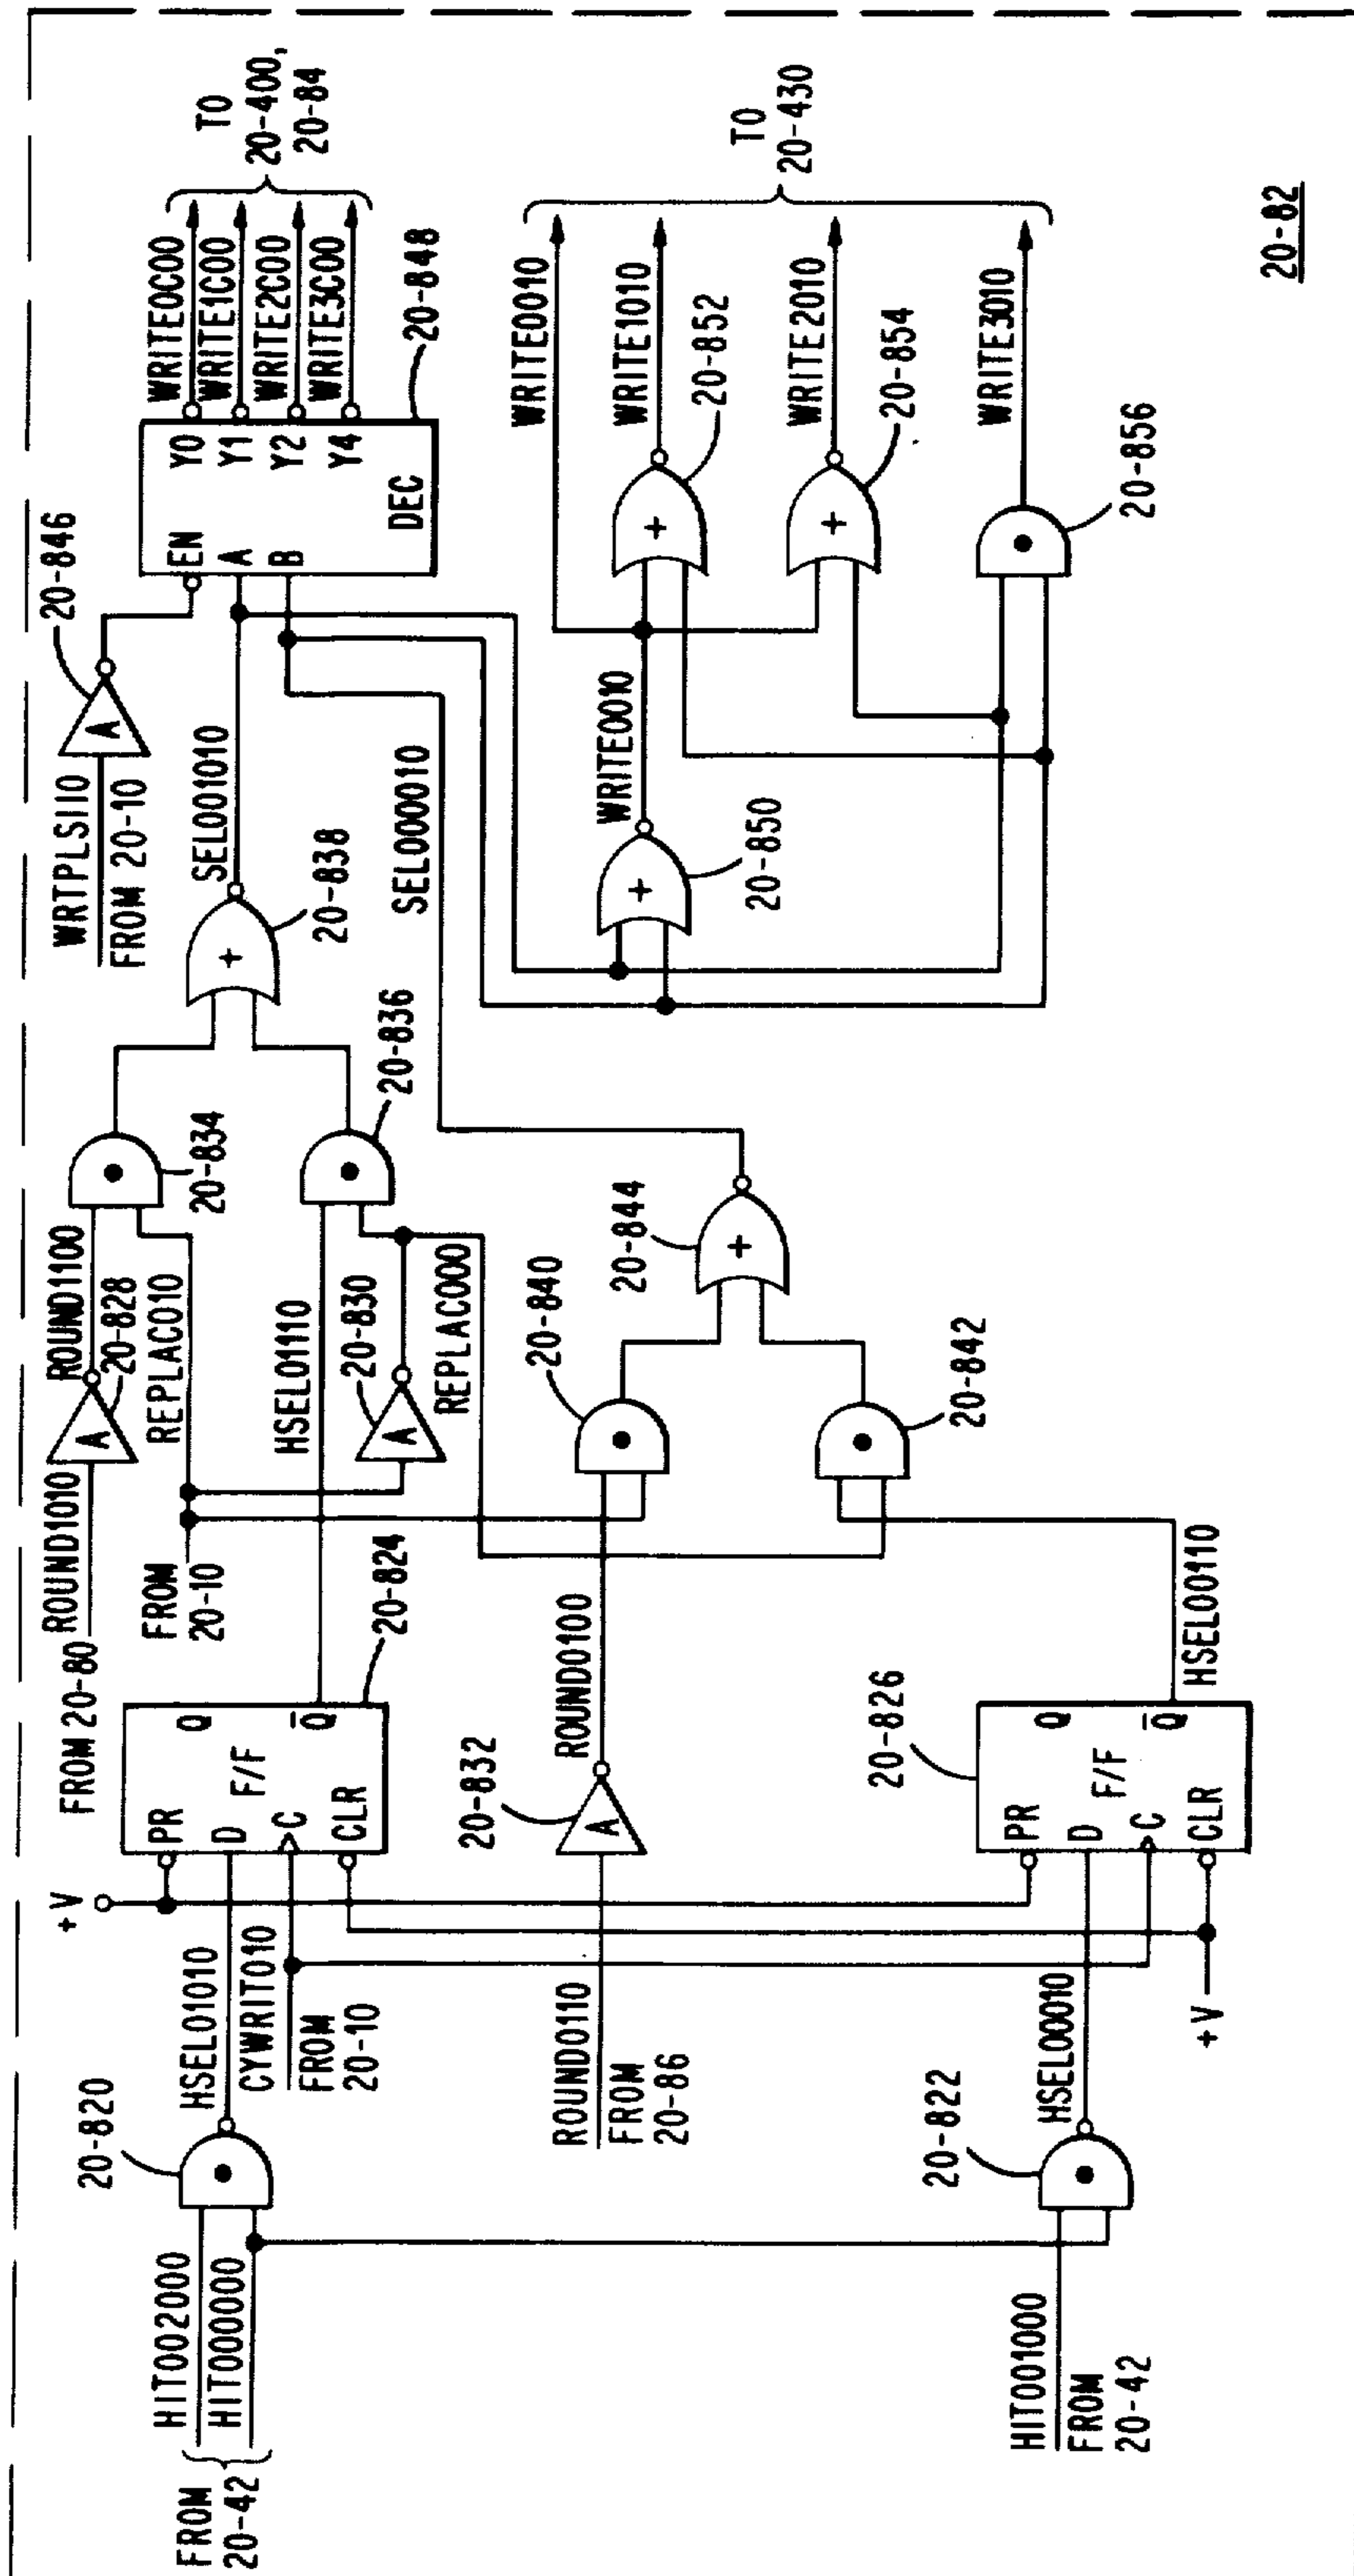 FROM
20-42
HIT002000
HIT000000
20-820
HSEL01010
CYWRIT010
FROM
20-10
+V
PR
D
C
CLR
F/F
Q
Q̅
20-824
FROM 20-80
ROUND1010
A
20-828
ROUND1100
FROM
20-10
REPLAC010
HSEL01110
A
20-830
REPLAC000
20-834
20-836
+
20-838
SEL001010
WRTPLS110
FROM 20-10
A
20-846
EN
A
B
DEC
Y0
Y1
Y2
Y4
WRITE0C00
WRITE1C00
WRITE2C00
WRITE3C00
20-848
TO
20-400,
20-84
ROUND0110
FROM
20-86
A
20-832
ROUND0100
20-840
20-842
+
20-844
SEL000010
HIT001000
FROM
20-42
20-822
HSEL00010
+V
PR
D
C
CLR
F/F
Q
Q̅
20-826
HSEL00110
+
20-850
WRITE0010
WRITE0010
+
20-852
WRITE1010
+
20-854
WRITE2010
20-856
WRITE3010
TO
20-430
20-82